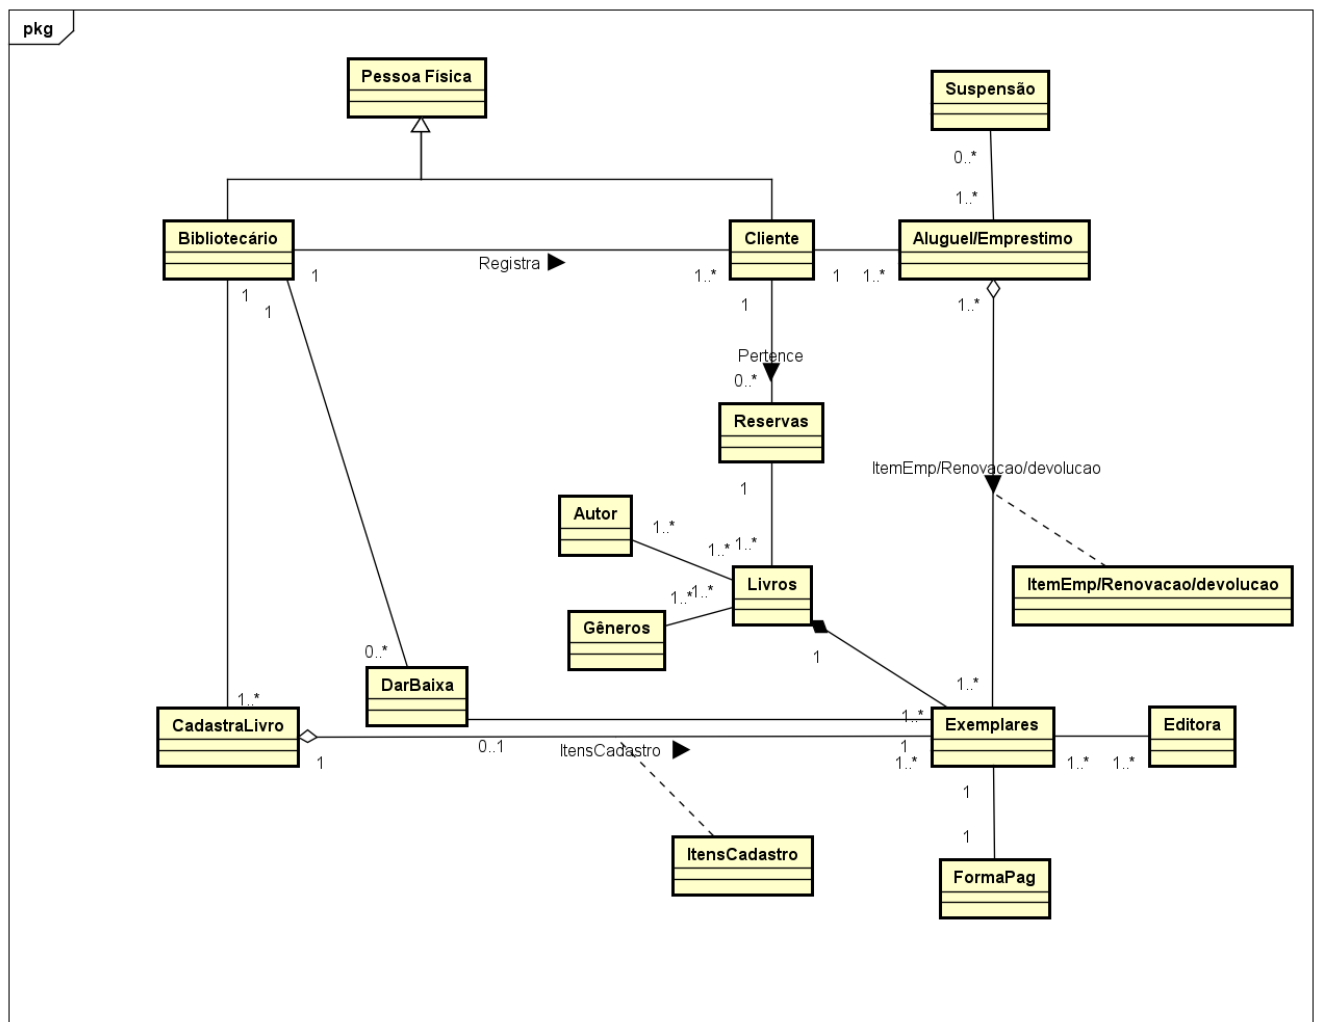 pkg
Pessoa Física
Suspensão
0..*
1..*
Bibliotecário
Cliente
Aluguel/Emprestimo
Registra
1
1..*
1
1..*
1
1
1
1..*
Pertence
0..*
Reservas
ItemEmp/Renovacao/devolucao
1
Autor
1..*
1..*
1..*
Livros
ItemEmp/Renovacao/devolucao
1..*
1..*
Gêneros
1
0..*
DarBaixa
1..*
1..*
CadastraLivro
1..*
Exemplares
Editora
0..1
ItensCadastro
1
1
1..*
1..*
1..*
1
1
ItensCadastro
FormaPag